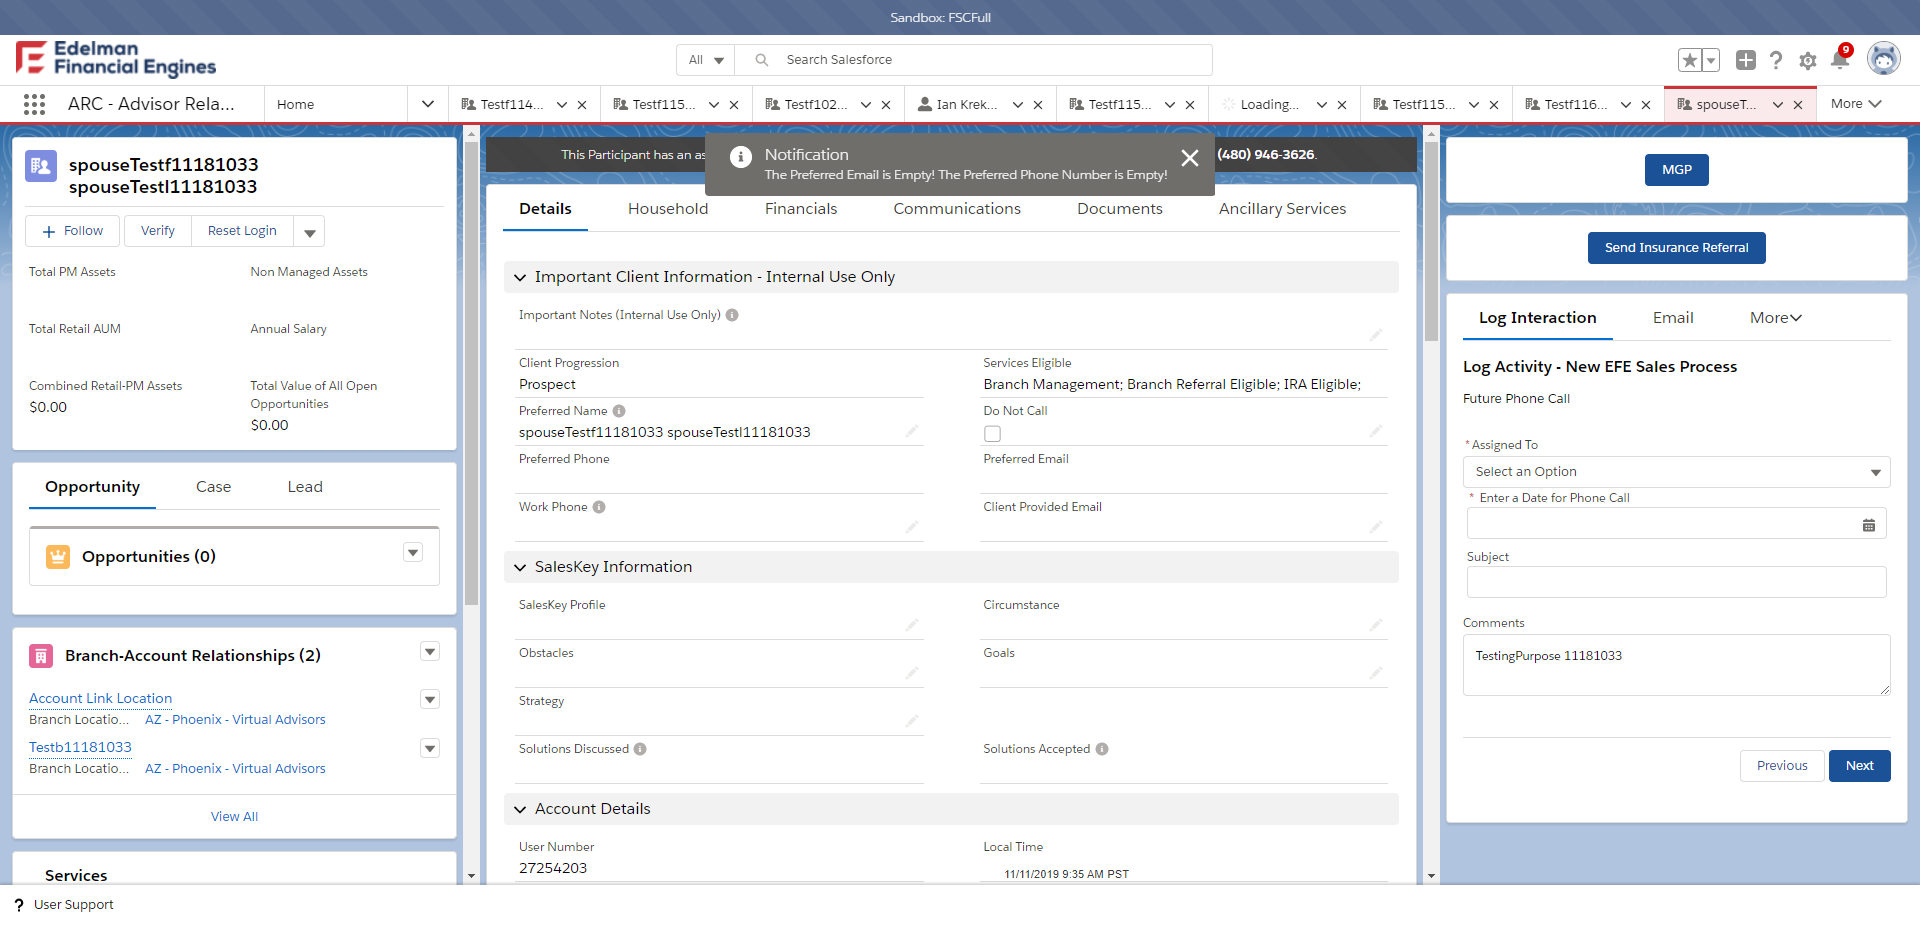 Sandbox: FSCFull
Edelman
Financial Engines
All
Search Salesforce
9
ARC - Advisor Rela...
Home
Testf114...
Testf115...
Testf102...
Ian Krek...
Testf115...
Loading...
Testf115...
Testf116...
spouseT...
More
spouseTestf11181033
spouseTestl11181033
Follow
Verify
Reset Login
Total PM Assets
Non Managed Assets
Total Retail AUM
Annual Salary
Combined Retail-PM Assets
$0.00
Total Value of All Open
Opportunities
$0.00
Opportunity
Case
Lead
Opportunities (0)
Branch-Account Relationships (2)
Account Link Location
Branch Locatio... AZ - Phoenix - Virtual Advisors
Testb11181033
Branch Locatio... AZ - Phoenix - Virtual Advisors
View All
Services
This Participant has an as
(480) 946-3626.
Notification
The Preferred Email is Empty! The Preferred Phone Number is Empty!
Details
Household
Financials
Communications
Documents
Ancillary Services
Important Client Information - Internal Use Only
Important Notes (Internal Use Only)
Client Progression
Prospect
Services Eligible
Branch Management; Branch Referral Eligible; IRA Eligible;
Preferred Name
spouseTestf11181033 spouseTestl11181033
Do Not Call
Preferred Phone
Preferred Email
Work Phone
Client Provided Email
SalesKey Information
SalesKey Profile
Circumstance
Obstacles
Goals
Strategy
Solutions Discussed
Solutions Accepted
Account Details
User Number
27254203
Local Time
11/11/2019 9:35 AM PST
MGP
Send Insurance Referral
Log Interaction
Email
More
Log Activity - New EFE Sales Process
Future Phone Call
* Assigned To
Select an Option
* Enter a Date for Phone Call
Subject
Comments
TestingPurpose 11181033
Previous
Next
? User Support